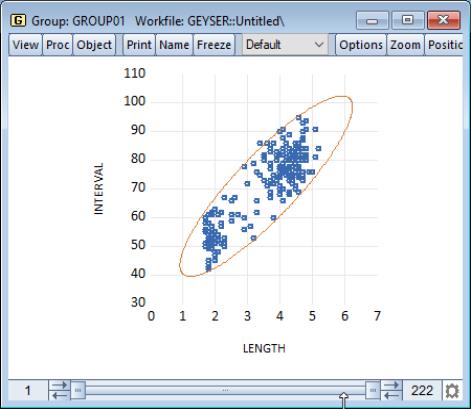 Group: GROUP01 Workfile: GEYSER::Untitled\
View Proc Object Print Name Freeze Default Options Zoom Positic
110
100
90
80
70
60
50
40
30
INTERVAL
0 1 2 3 4 5 6 7
LENGTH
1 222